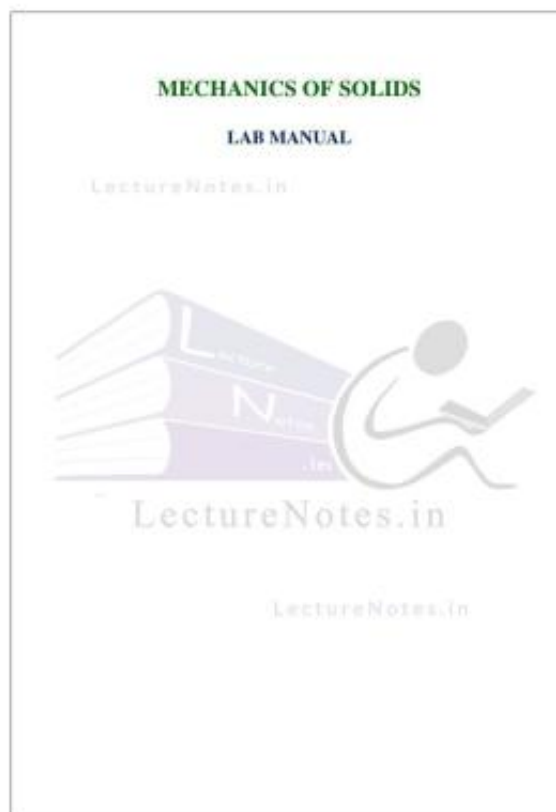 MECHANICS OF SOLIDS
LAB MANUAL
LectureNotes.in
L
N
.in
LectureNotes.in
LectureNotes.in